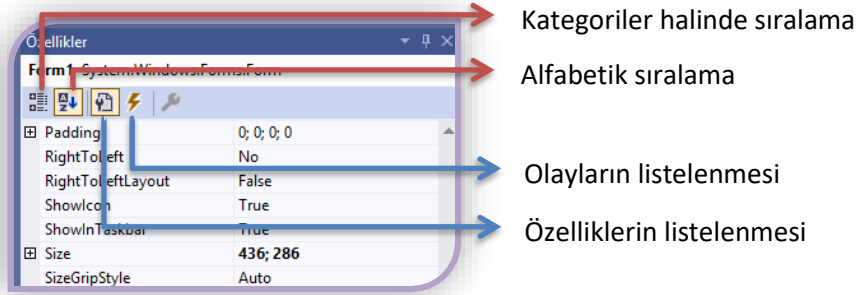 Kategoriler halinde sıralama
Özellikler
Form1 System.Windows.Forms.Form
Alfabetik sıralama
Padding 0; 0; 0; 0
RightToLeft No
RightToLeftLayout False
Olayların listelenmesi
ShowIcon True
ShowInTaskbar True
Özelliklerin listelenmesi
Size 436; 286
SizeGripStyle Auto